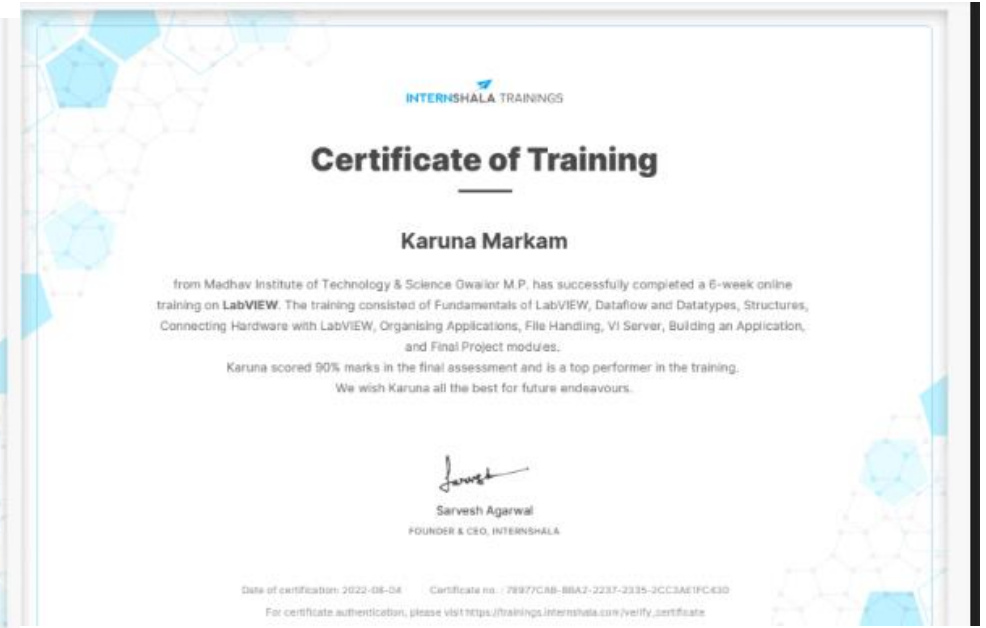 INTERNSHALA TRAININGS
Certificate of Training
Karuna Markam
from Madhav Institute of Technology & Science Gwalior M.P. has successfully completed a 6-week online
training on LabVIEW. The training consisted of Fundamentals of LabVIEW, Dataflow and Datatypes, Structures,
Connecting Hardware with LabVIEW, Organising Applications, File Handling, VI Server, Building an Application,
and Final Project modules.
Karuna scored 90% marks in the final assessment and is a top performer in the training.
We wish Karuna all the best for future endeavours.
Sarvesh Agarwal
FOUNDER & CEO, INTERNSHALA
Date of certification: 2022-08-04 Certificate no. :
For certificate authentication, please visit https://trainings.internshala.com/verify_certificate